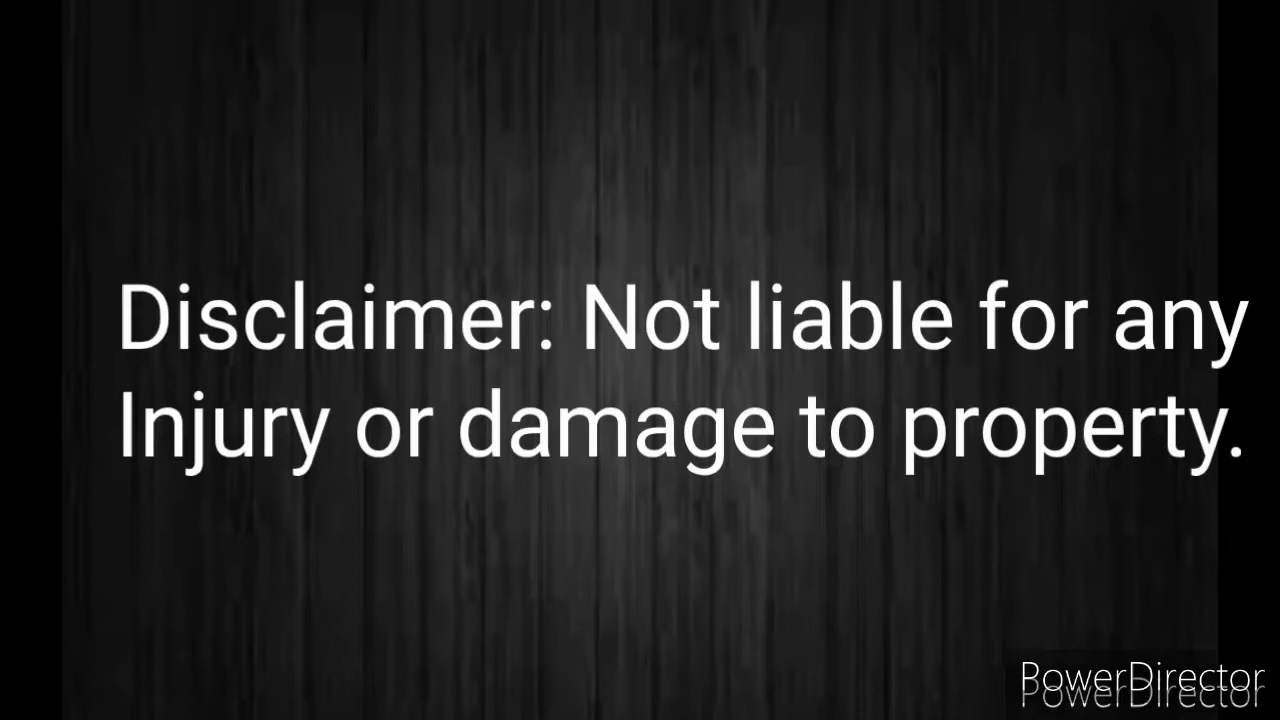 Disclaimer: Not liable for any
Injury or damage to property.
PowerDirector